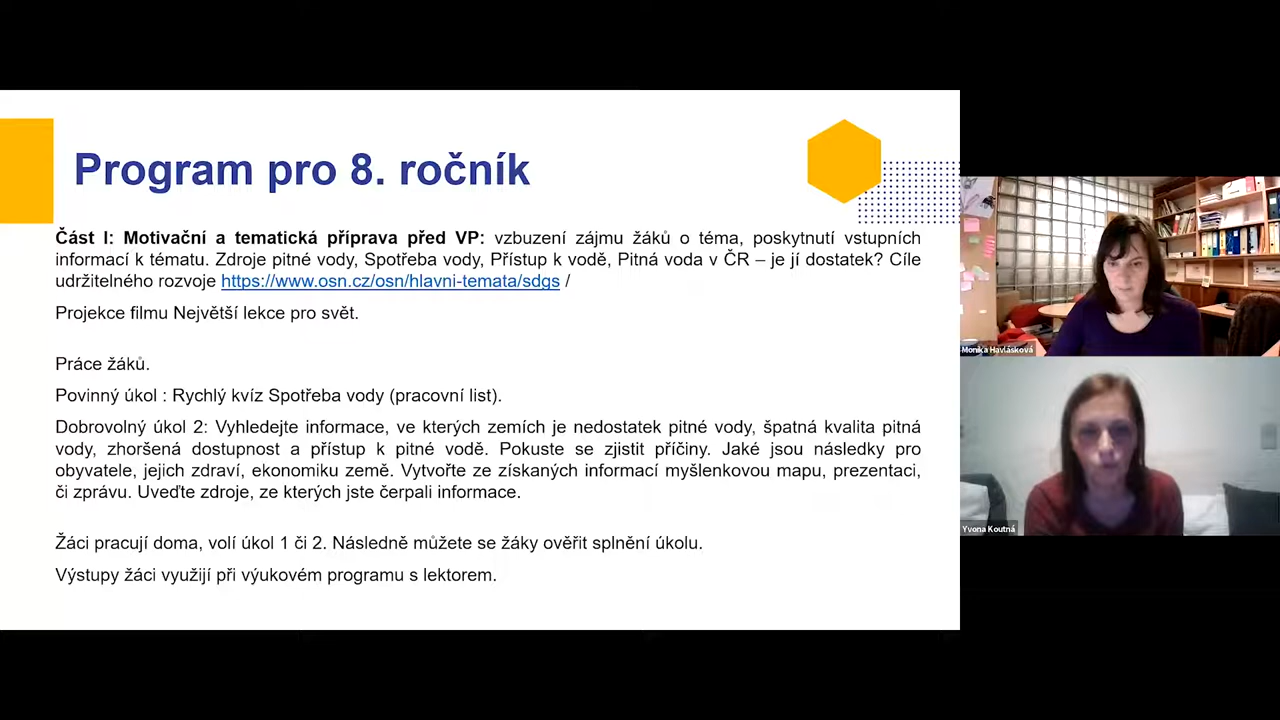 Program pro 8. ročník
Část I: Motivační a tematická příprava před VP: vzbuzení zájmu žáků o téma, poskytnutí vstupních
informací k tématu. Zdroje pitné vody, Spotřeba vody, Přístup k vodě, Pitná voda v ČR – je jí dostatek? Cíle
udržitelného rozvoje https://www.osn.cz/osn/hlavni-temata/sdgs /
Projekce filmu Největší lekce pro svět.
Práce žáků.
Povinný úkol : Rychlý kvíz Spotřeba vody (pracovní list).
Dobrovolný úkol 2: Vyhledejte informace, ve kterých zemích je nedostatek pitné vody, špatná kvalita pitná
vody, zhoršená dostupnost a přístup k pitné vodě. Pokuste se zjistit příčiny. Jaké jsou následky pro
obyvatele, jejich zdraví, ekonomiku země. Vytvořte ze získaných informací myšlenkovou mapu, prezentaci,
či zprávu. Uveďte zdroje, ze kterých jste čerpali informace.
Žáci pracují doma, volí úkol 1 či 2. Následně můžete se žáky ověřit splnění úkolu.
Výstupy žáci využijí při výukovém programu s lektorem.
Monika Havlásková
Yvona Koutná